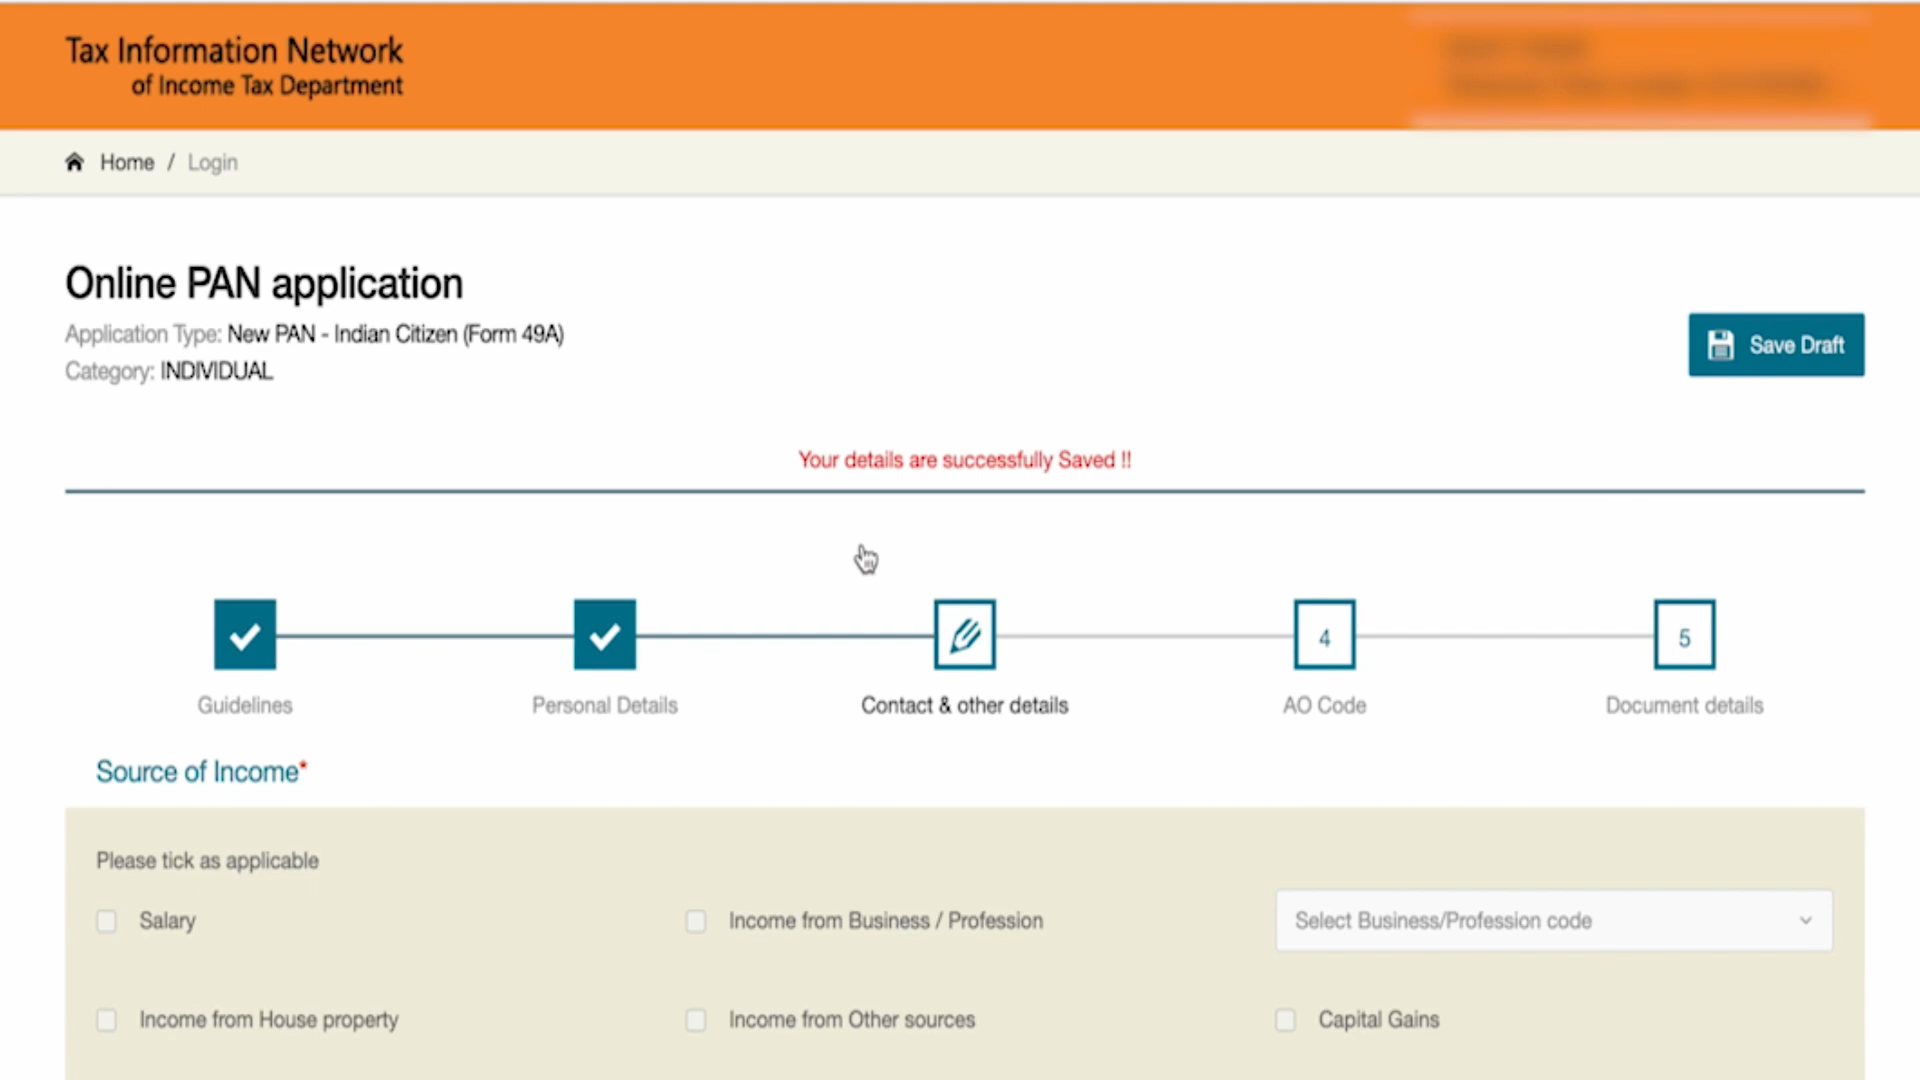 Tax Information Network
of Income Tax Department
Home / Login
Online PAN application
Application Type: New PAN - Indian Citizen (Form 49A)
Category: INDIVIDUAL
Save Draft
Your details are successfully Saved !!
4
5
Guidelines
Personal Details
Contact & other details
AO Code
Document details
Source of Income*
Please tick as applicable
Salary
Income from Business / Profession
Select Business/Profession code
Income from House property
Income from Other sources
Capital Gains